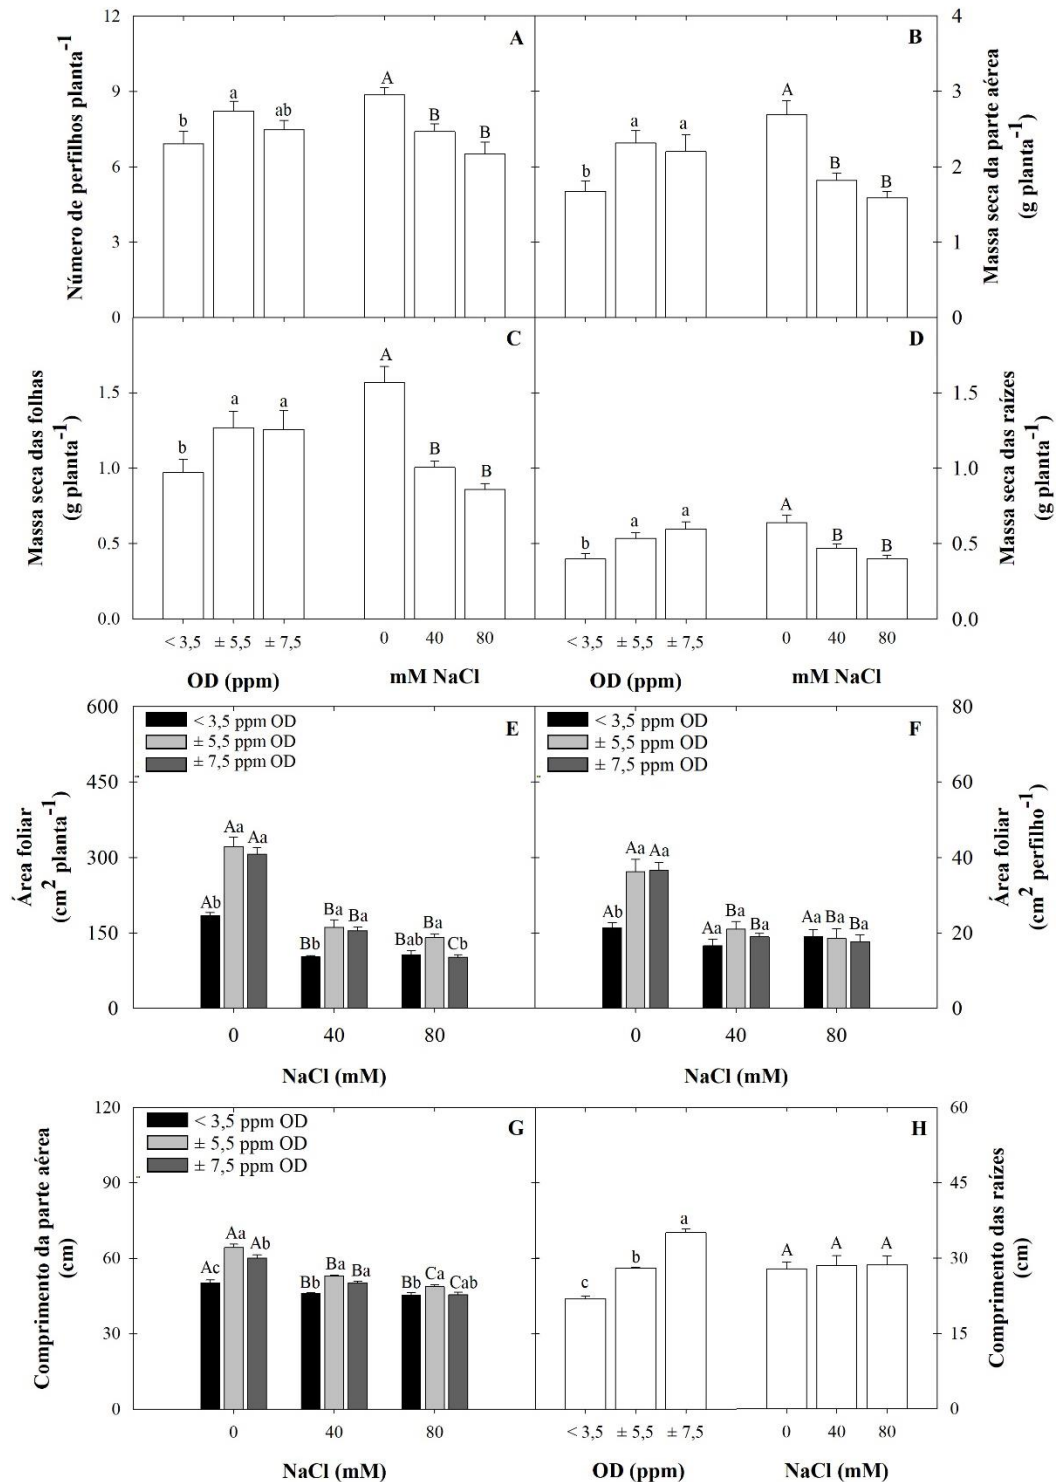 12
9
6
3
0
Número de perfilhos planta-1
A
b
a
ab
A
B
B
B
b
a
a
A
B
B
4
3
2
1
0
Massa seca da parte aérea
(g planta-1)
Massa seca das folhas
(g planta-1)
1.5
1.0
0.5
0.0
C
b
a
a
A
B
B
D
b
a
a
A
B
B
1.5
1.0
0.5
0.0
Massa seca das raízes
(g planta-1)
< 3,5 ± 5,5 ± 7,5 0 40 80
OD (ppm) mM NaCl
< 3,5 ± 5,5 ± 7,5 0 40 80
OD (ppm) mM NaCl
600
450
300
150
0
Área foliar
(cm2 planta-1)
< 3,5 ppm OD
± 5,5 ppm OD
± 7,5 ppm OD
E
Ab Aa Aa
Bb Ba Ba
Bab Ba Cb
0 40 80
NaCl (mM)
< 3,5 ppm OD
± 5,5 ppm OD
± 7,5 ppm OD
F
Ab Aa Aa
Aa Ba Ba
Aa Ba Ba
80
60
40
20
0
Área foliar
(cm2 perfilho-1)
0 40 80
NaCl (mM)
120
90
60
30
0
Comprimento da parte aérea
(cm)
< 3,5 ppm OD
± 5,5 ppm OD
± 7,5 ppm OD
G
Ac Aa Ab
Bb Ba Ba
Bb Ca Cab
0 40 80
NaCl (mM)
H
c
b
a
A
A
A
60
45
30
15
0
Comprimento das raízes
(cm)
< 3,5 ± 5,5 ± 7,5 0 40 80
OD (ppm) NaCl (mM)